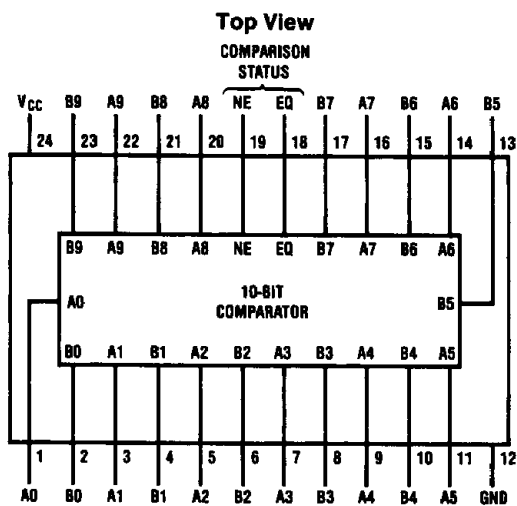 Top View
COMPARISON
STATUS
VCC B9 A9 B8 A8 NE EQ B7 A7 B6 A6 B5
24 23 22 21 20 19 18 17 16 15 14 13
B9 A9 B8 A8 NE EQ B7 A7 B6 A6
A0 10-BIT B5
COMPARATOR
B0 A1 B1 A2 B2 A3 B3 A4 B4 A5
1 2 3 4 5 6 7 8 9 10 11 12
A0 B0 A1 B1 A2 B2 A3 B3 A4 B4 A5 GND